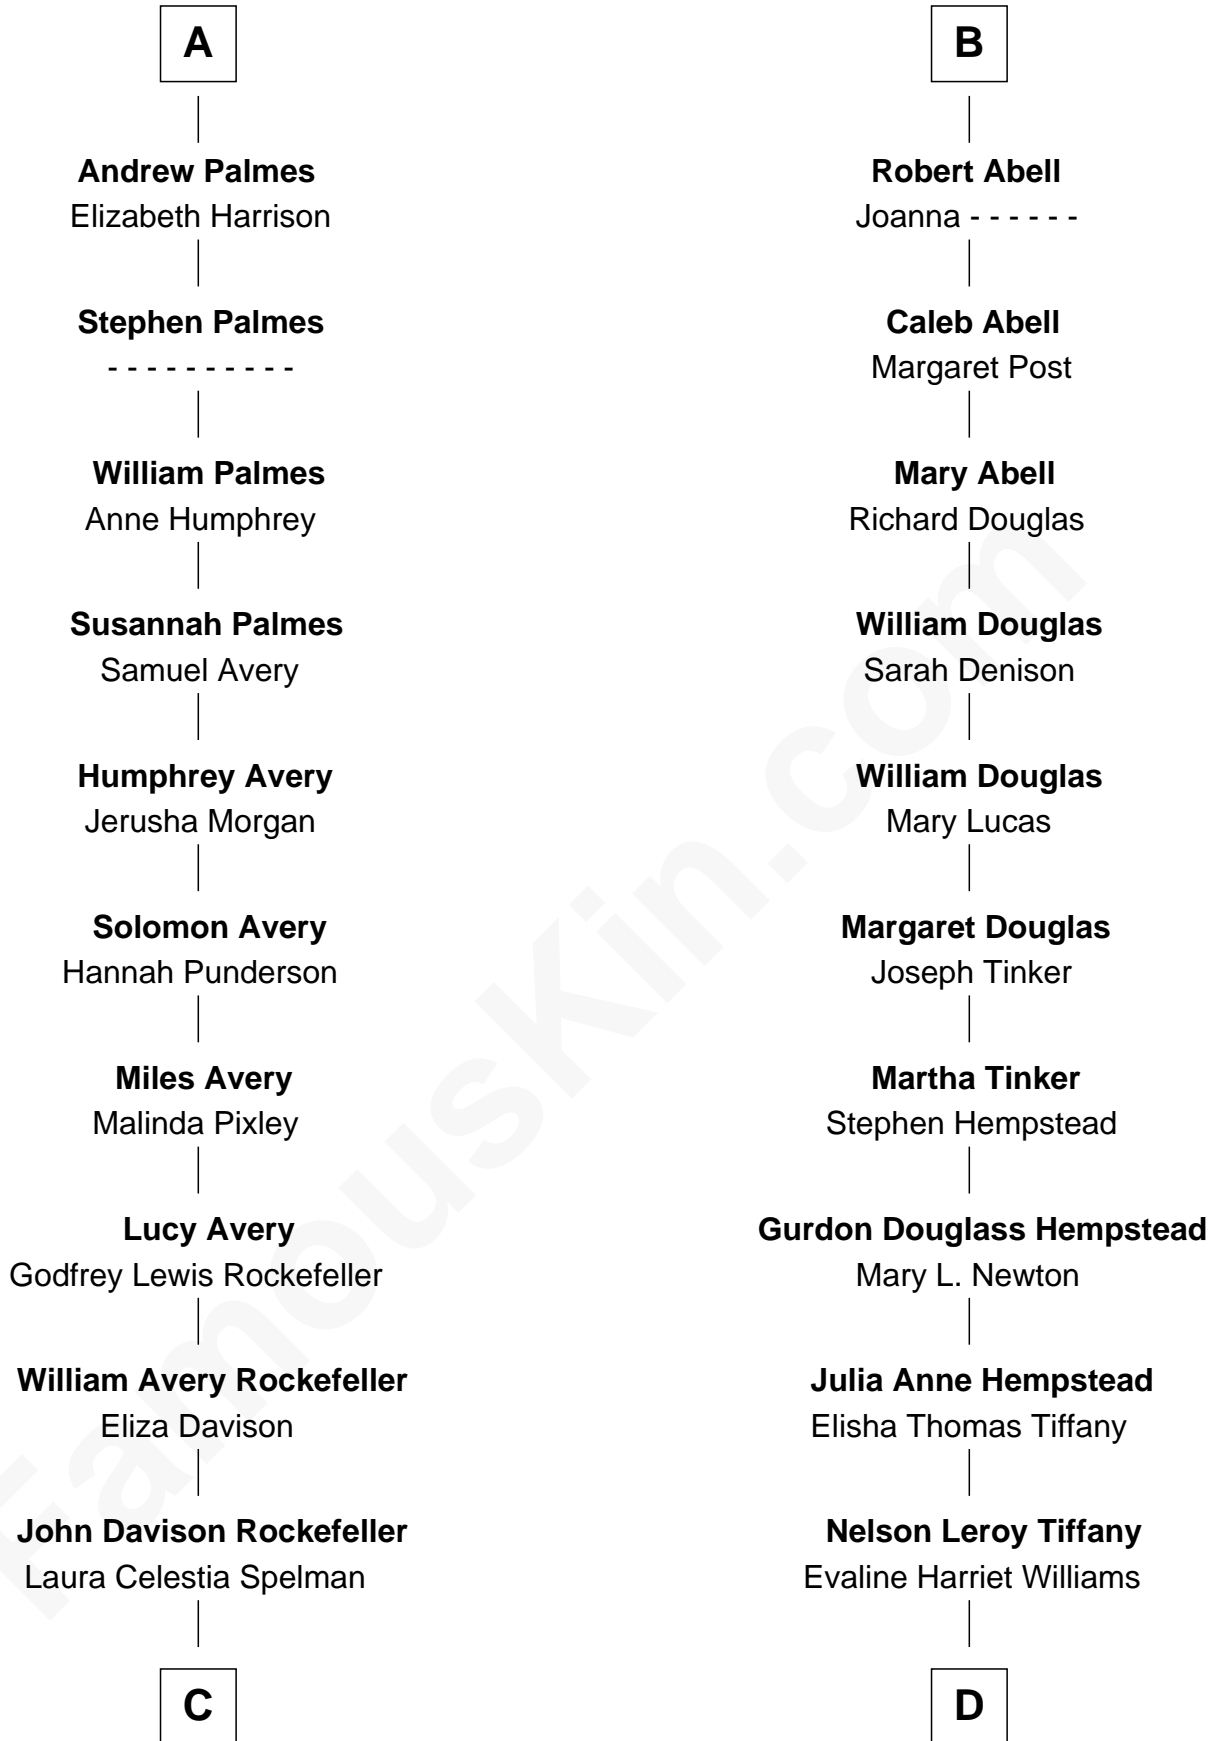 A
Andrew Palmes
Elizabeth Harrison
Stephen Palmes
- - - - - - - - - -
William Palmes
Anne Humphrey
Susannah Palmes
Samuel Avery
Humphrey Avery
Jerusha Morgan
Solomon Avery
Hannah Punderson
Miles Avery
Malinda Pixley
Lucy Avery
Godfrey Lewis Rockefeller
William Avery Rockefeller
Eliza Davison
John Davison Rockefeller
Laura Celestia Spelman
C
B
Robert Abell
Joanna - - - - - -
Caleb Abell
Margaret Post
Mary Abell
Richard Douglas
William Douglas
Sarah Denison
William Douglas
Mary Lucas
Margaret Douglas
Joseph Tinker
Martha Tinker
Stephen Hempstead
Gurdon Douglass Hempstead
Mary L. Newton
Julia Anne Hempstead
Elisha Thomas Tiffany
Nelson Leroy Tiffany
Evaline Harriet Williams
D
FamousKin.com